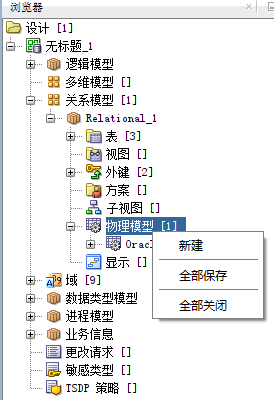 浏览器
设计 [1]
无标题_1
逻辑模型
多维模型 []
关系模型 [1]
Relational_1
表 [3]
视图 []
外键 [2]
方案 []
子视图 []
物理模型 [1]
Orac
显示 []
域 [9]
数据类型模型
进程模型
业务信息
更改请求 []
敏感类型 []
TSDP 策略 []
新建
全部保存
全部关闭